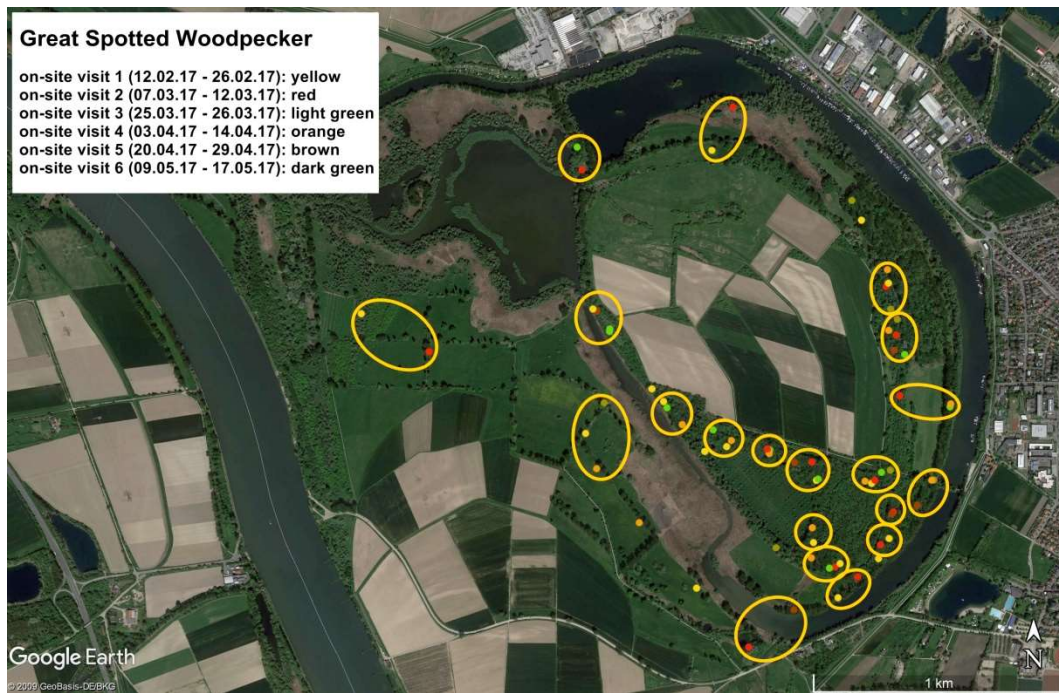 Great Spotted Woodpecker
on-site visit 1 (12.02.17 - 26.02.17): yellow
on-site visit 2 (07.03.17 - 12.03.17): red
on-site visit 3 (25.03.17 - 26.03.17): light green
on-site visit 4 (03.04.17 - 14.04.17): orange
on-site visit 5 (20.04.17 - 29.04.17): brown
on-site visit 6 (09.05.17 - 17.05.17): dark green
N
Google Earth
© 2009 GeoBasis-DE/BKG
1 km